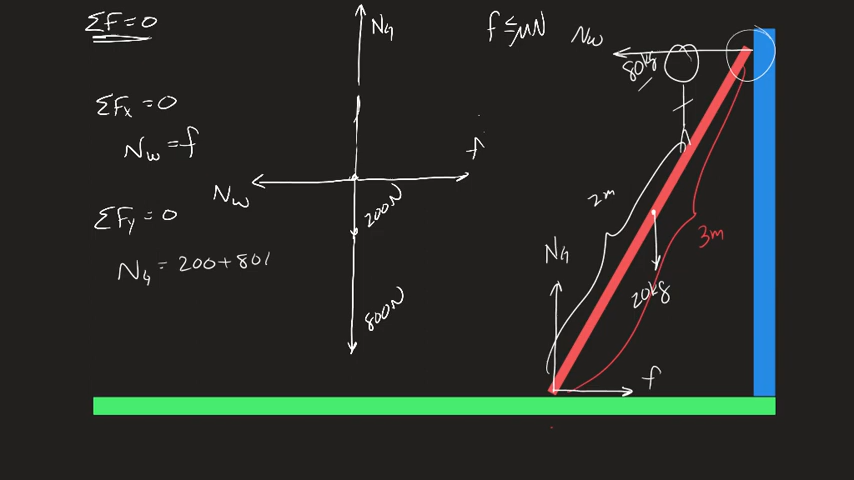 ΣF=0
ΣFx=0
Nw=f
ΣFy=0
NG=200+80
NG
f
Nw
200N
800N
f≤μN
Nw
80kg
2m
3m
NG
20kg
f